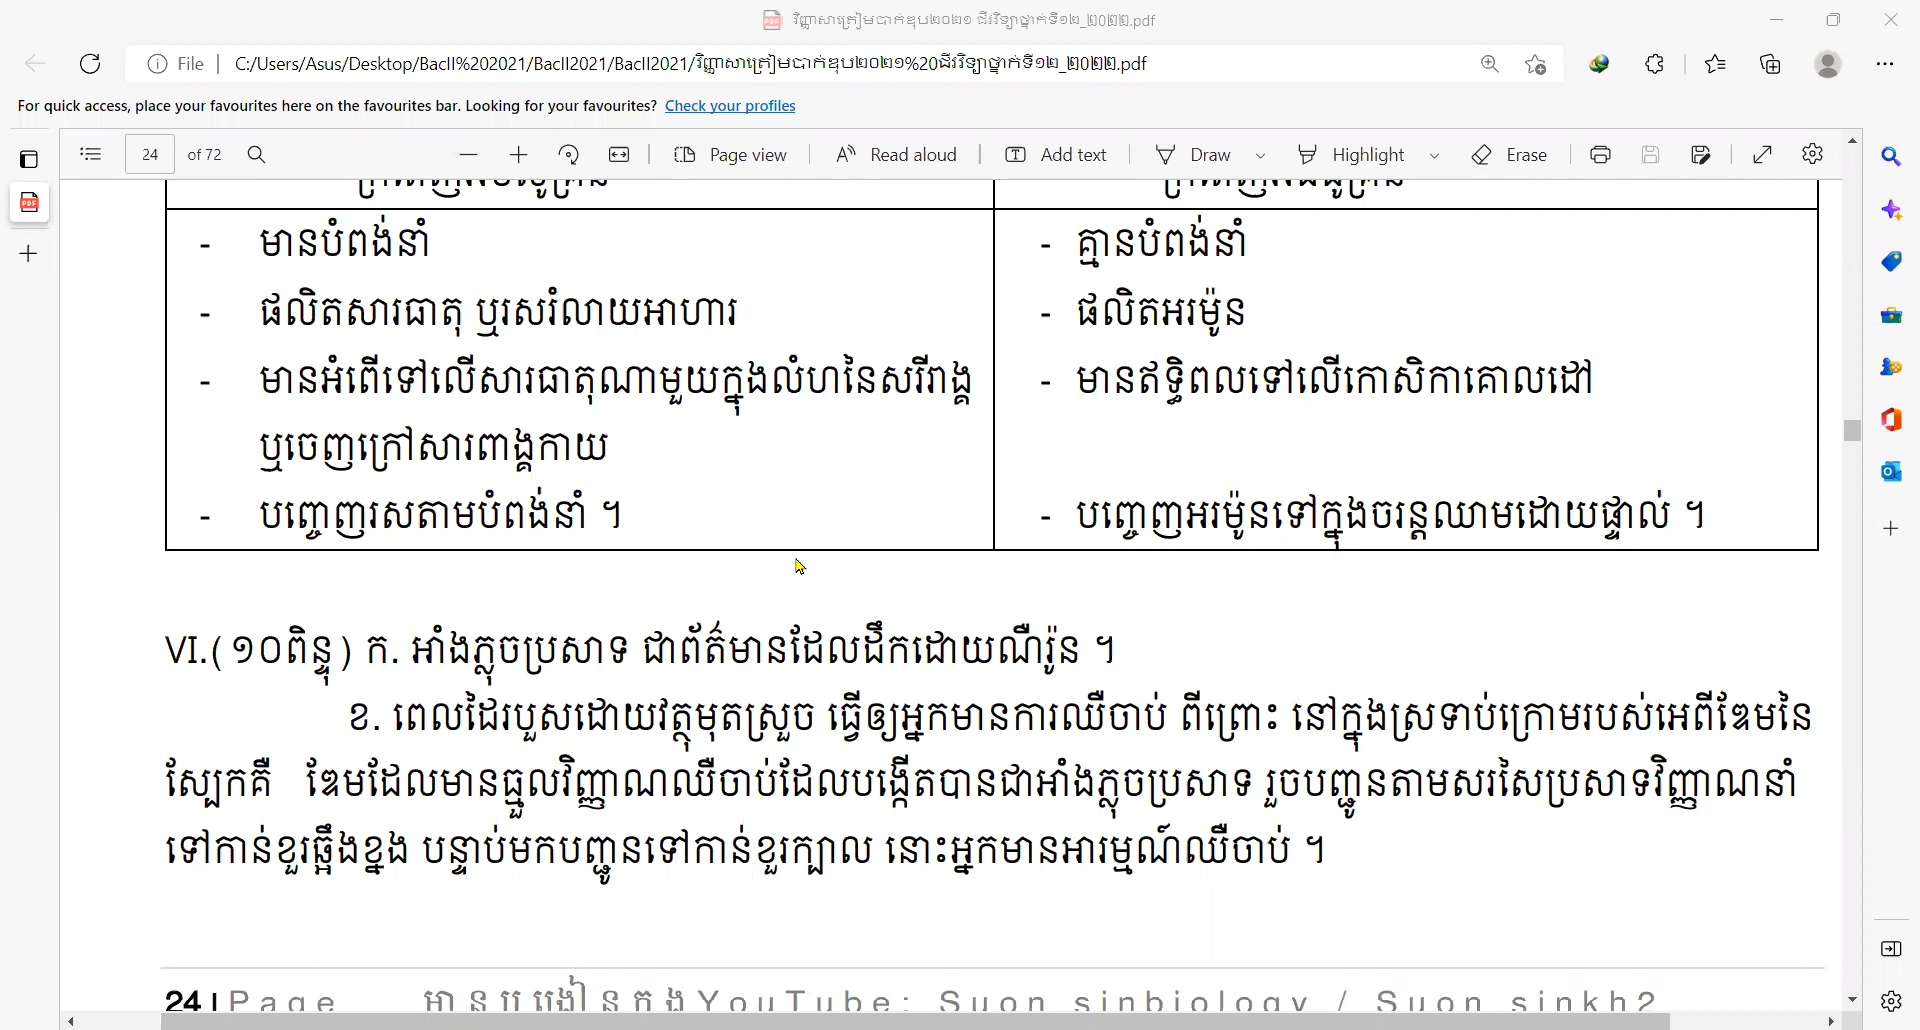 វិញ្ញាសាត្រៀមបាក់ឌុប២០២១ ជីវវិទ្យាថ្នាក់ទី១២_២០២២.pdf
File C:/Users/Asus/Desktop/BacII%202021/BacII2021/BacII2021/វិញ្ញាសាត្រៀមបាក់ឌុប២០២១%20ជីវវិទ្យាថ្នាក់ទី១២_២០២២.pdf
For quick access, place your favourites here on the favourites bar. Looking for your favourites? Check your profiles
24 of 72 Page view Read aloud Add text Draw Highlight Erase
- មានបំពង់នាំ
- ផលិតសារធាតុ ឬរសរំលាយអាហារ
- មានអំពើទៅលើសារធាតុណាមួយក្នុងលំហនៃសរីរាង្គ
ឬចេញក្រៅសារពាង្គកាយ
- បញ្ចេញរសតាមបំពង់នាំ ។
- គ្មានបំពង់នាំ
- ផលិតអរម៉ូន
- មានឥទ្ធិពលទៅលើកោសិកាគោលដៅ
- បញ្ចេញអរម៉ូនទៅក្នុងចរន្តឈាមដោយផ្ទាល់ ។
VI.( ១០ពិន្ទុ ) ក. អាំងភ្លុចប្រសាទ ជាព័ត៌មានដែលដឹកដោយណឺរ៉ូន ។
ខ. ពេលដៃរបួសដោយវត្ថុមុតស្រួច ធ្វើឲ្យអ្នកមានការឈឺចាប់ ពីព្រោះ នៅក្នុងស្រទាប់ក្រោមរបស់អេពីឌែមនៃ
ស្បែកគឺ ឌែមដែលមានធ្មួលវិញ្ញាណឈឺចាប់ដែលបង្កើតបានជាអាំងភ្លុចប្រសាទ រួចបញ្ជូនតាមសរសៃប្រសាទវិញ្ញាណនាំ
ទៅកាន់ខួរឆ្អឹងខ្នង បន្ទាប់មកបញ្ជូនទៅកាន់ខួរក្បាល នោះអ្នកមានអារម្មណ៍ឈឺចាប់ ។
24 | Page មានបង្រៀនក្នុង YouTube: Suon sinbiology / Suon sinkh2